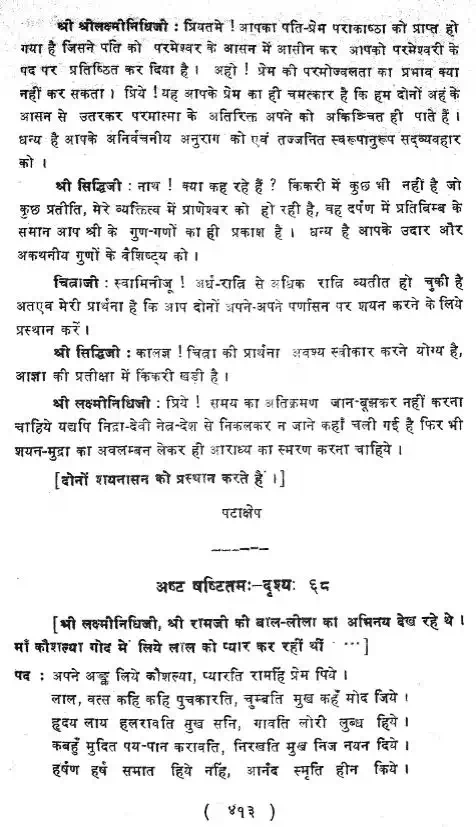 श्री श्रीलक्ष्मीनिधिजी : प्रियतमे ! आपका पति-प्रेम पराकाष्ठा को प्राप्त हो
गया है जिसने पति को परमेश्वर के आसन में आसीन कर आपको परमेश्वरी के
पद पर प्रतिष्ठित कर दिया है । अहो ! प्रेम की परमोज्वलता का प्रभाव क्या
नहीं कर सकता । प्रिये ! यह आपके प्रेम का ही चमत्कार है कि हम दोनों अहं के
आसन से उतरकर परमात्मा के अतिरिक्त अपने को अकिञ्चित ही पाते हैं ।
धन्य है आपके अनिर्वचनीय अनुराग को एवं तज्जनित स्वरूपानुरूप सद्व्यवहार
को ।
श्री सिद्धिजी : नाथ ! क्या कह रहे हैं ? किंकरी में कुछ भी नहीं है जो
कुछ प्रतीति, मेरे व्यक्तित्व में प्राणेश्वर को हो रही है, वह दर्पण में प्रतिबिम्ब के
समान आप श्री के गुण-गणों का ही प्रकाश है । धन्य है आपके उदार और
अकथनीय गुणों के वैशिष्ट्य को ।
चित्राजी : स्वामिनीजू ! अर्ध-रात्रि से अधिक रात्रि व्यतीत हो चुकी है
अतएव मेरी प्रार्थना है कि आप दोनों अपने-अपने पर्णासन पर शयन करने के लिये
प्रस्थान करें ।
श्री सिद्धिजी : कालज्ञ ! चित्रा की प्रार्थना अवश्य स्वीकार करने योग्य है,
आज्ञा की प्रतीक्षा में किंकरी खड़ी है ।
श्री लक्ष्मीनिधिजी : प्रिये ! समय का अतिक्रमण जान-बूझकर नहीं करना
चाहिये यद्यपि निद्रा-देवी नेत्र-देश से निकलकर न जाने कहाँ चली गई है फिर भी
शयन-मुद्रा का अवलम्बन लेकर ही आराध्य का स्मरण करना चाहिये ।
[दोनों शयनासन को प्रस्थान करते हैं ।]
पटाक्षेप
अष्ट षष्टितमः-दृश्यः ६८
[श्री लक्ष्मीनिधिजी, श्री रामजी की बाल-लीला का अभिनय देख रहे थे ।
माँ कौशल्या गोद में लिये लाल को प्यार कर रहीं थीं ···]
पद : अपने अङ्क लिये कौशल्या, प्यारति रामहिं प्रेम पिये ।
लाल, वत्स कहि कहि पुचकारति, चुम्बति मुख कहँ मोद जिये ।
हृदय लाय हलरावति सुख सनि, गावति लोरी लुब्ध हिये ।
कबहुँ मुदित पय-पान करावति, निरखति मुख निज नयन दिये ।
हर्षण हर्ष समात हिये नहिं, आनंद स्मृति हीन किये ।
( ४१३ )